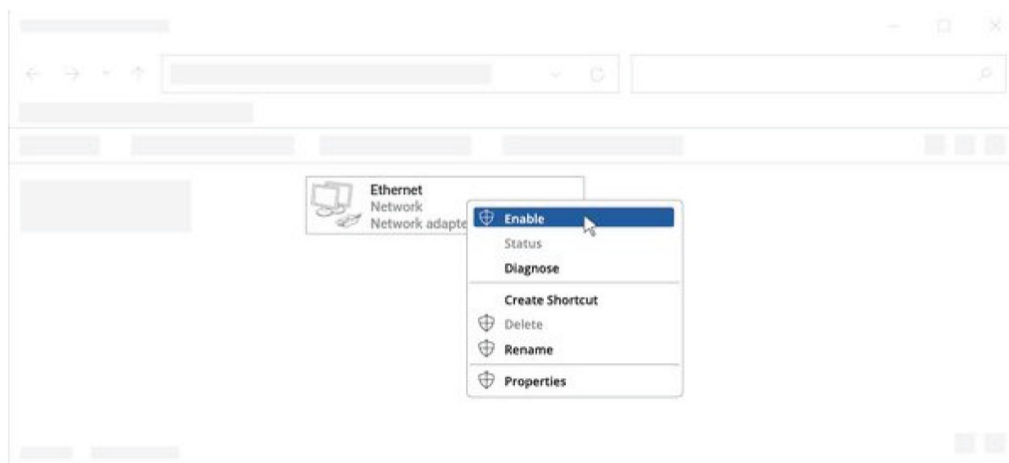 Ethernet
Network
Network adapte
Enable
Status
Diagnose
Create Shortcut
Delete
Rename
Properties